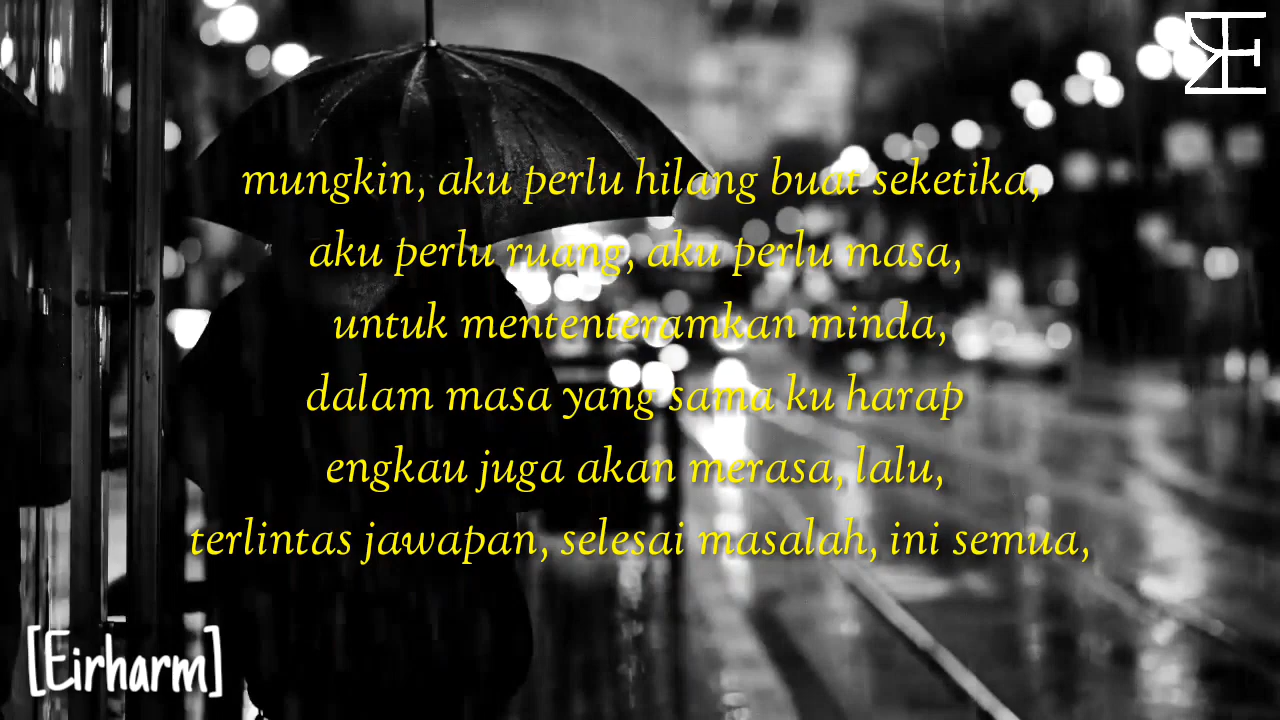 mungkin, aku perlu hilang buat seketika,
aku perlu ruang, aku perlu masa,
untuk mententeramkan minda,
dalam masa yang sama ku harap
engkau juga akan merasa, lalu,
terlintas jawapan, selesai masalah, ini semua,
[Eirharm]